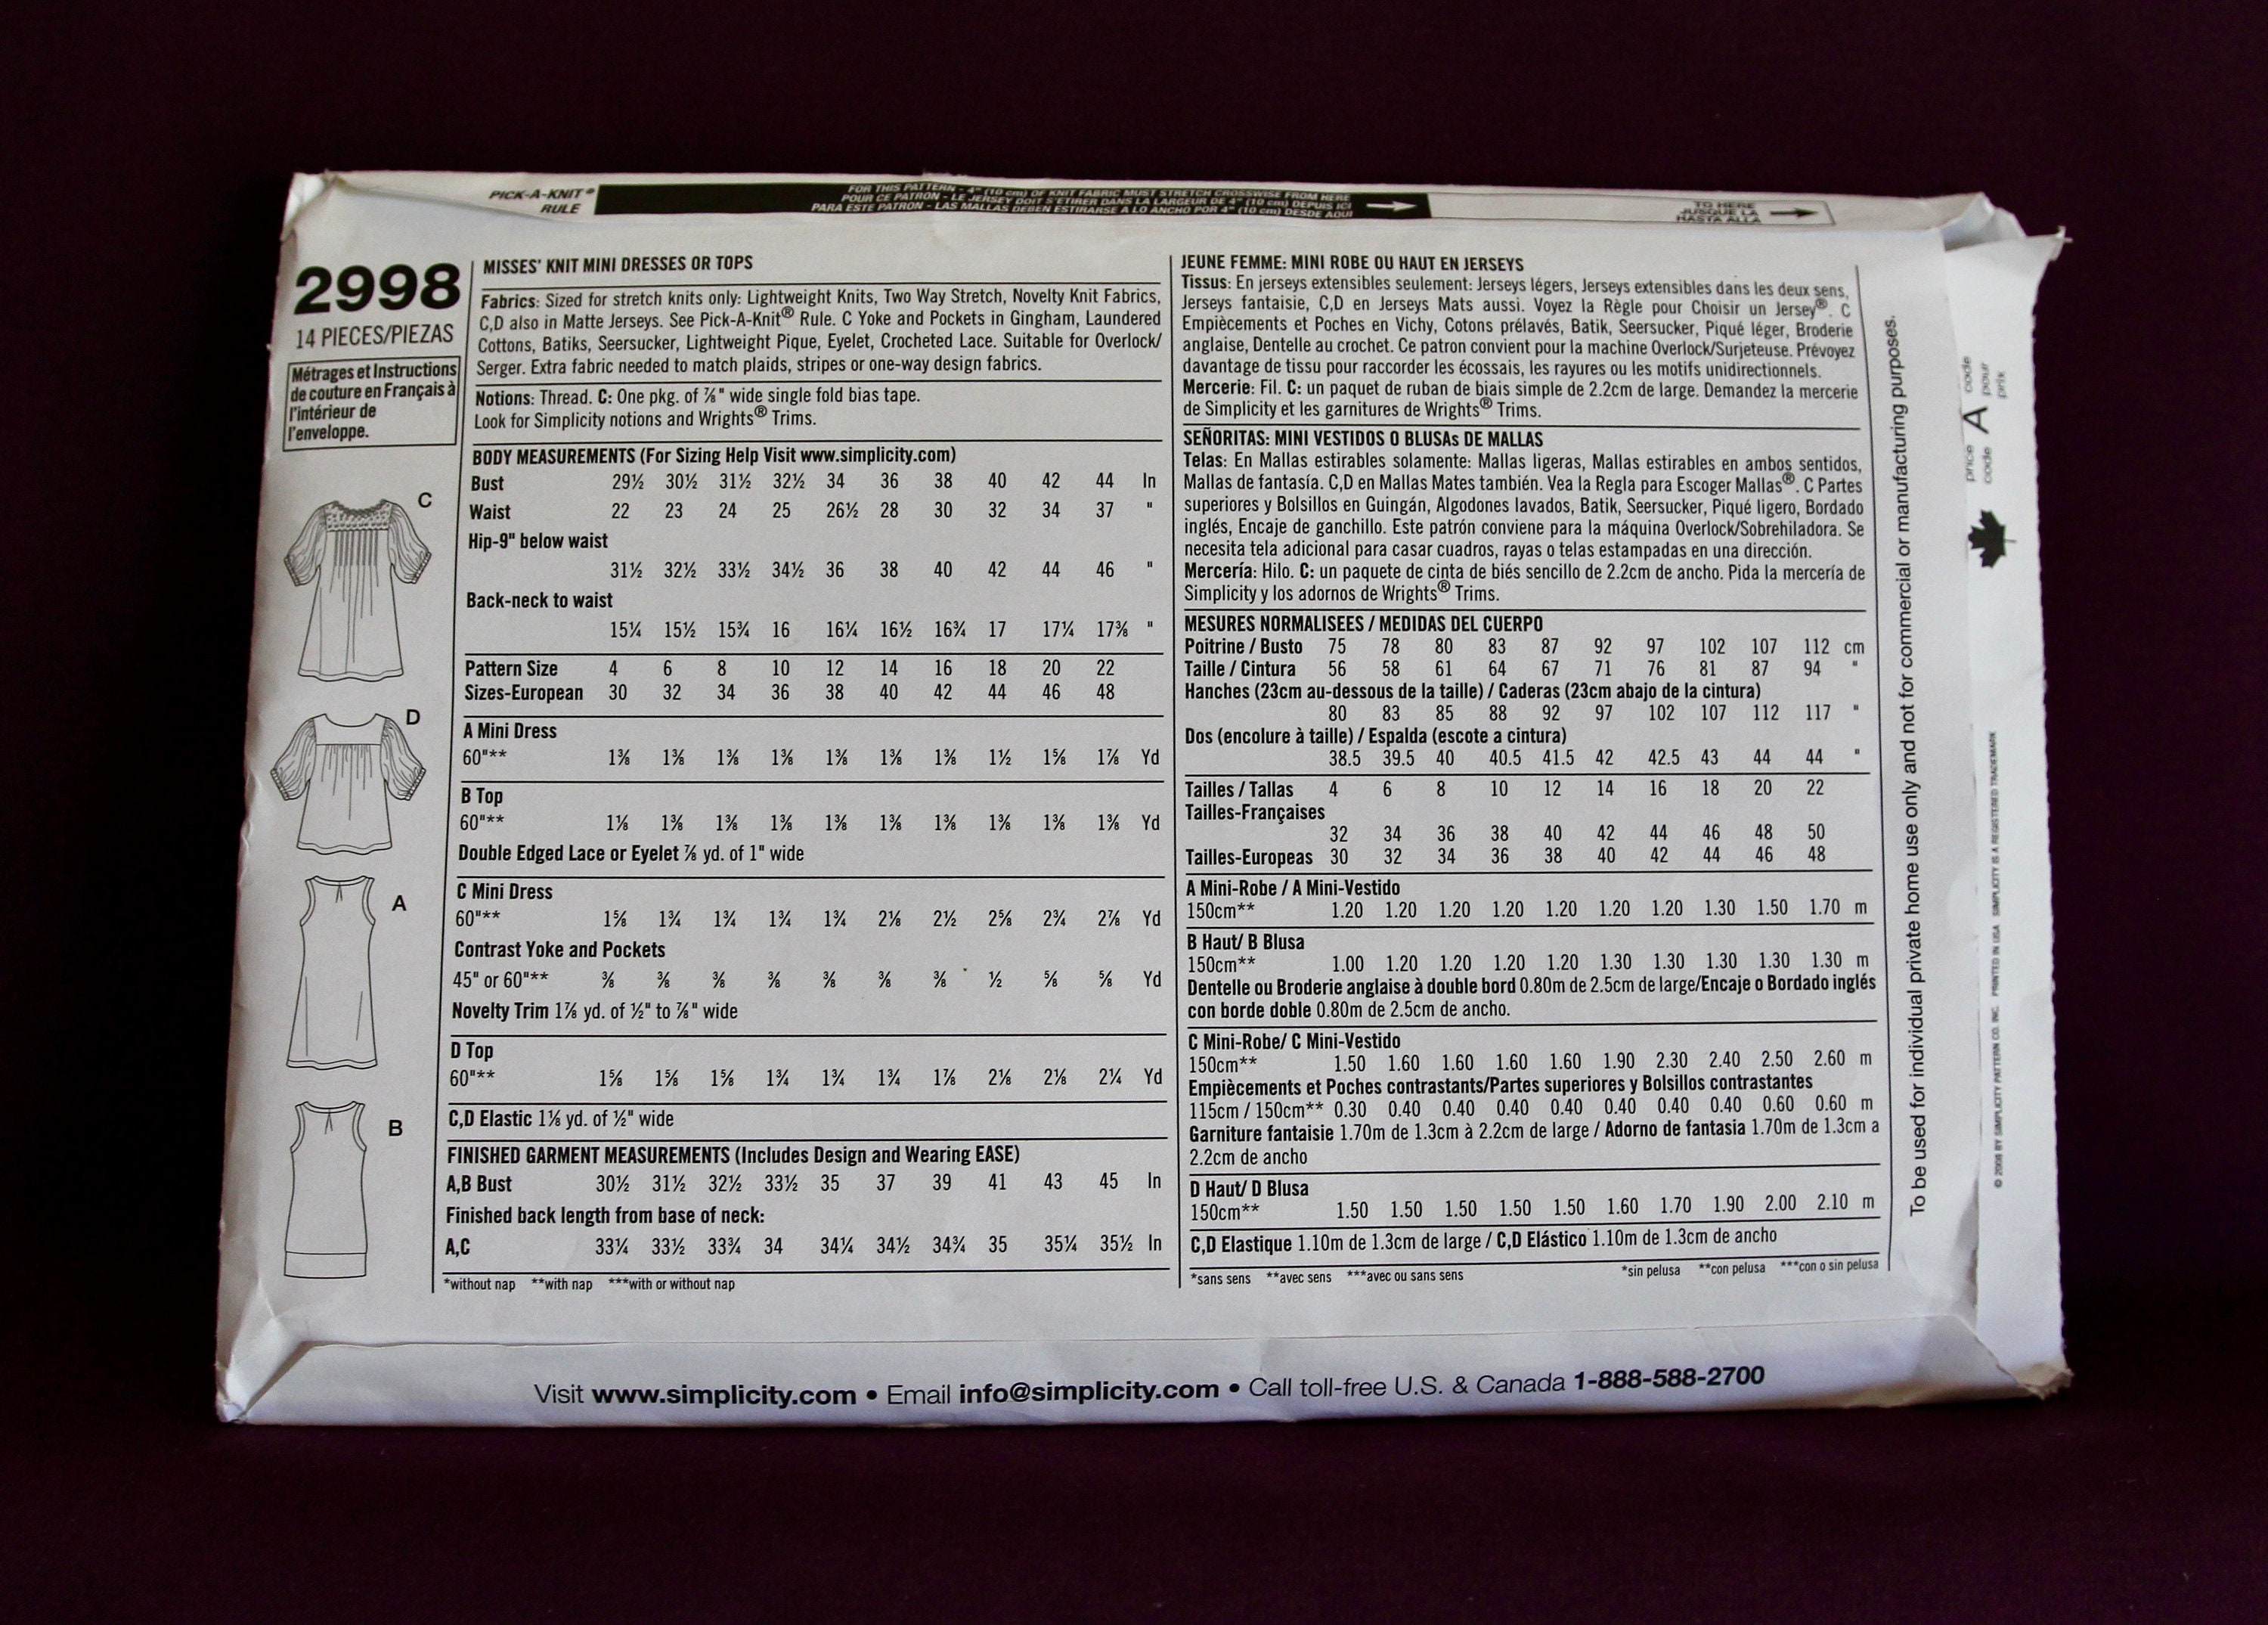 PICK-A-KNIT®
RULE
FOR THIS PATTERN - 4" (10 cm) OF KNIT FABRIC MUST STRETCH CROSSWISE FROM HERE
POUR CE PATRON - LE JERSEY DOIT S'ETIRER DANS LA LARGEUR DE 4" (10 cm) DEPUIS ICI
PARA ESTE PATRON - LAS MALLAS DEBEN ESTIRARSE A LO ANCHO POR 4" (10 cm) DESDE AQUI
TO HERE
JUSQUE LA
HASTA ALLA
2998
14 PIECES/PIEZAS
Métrages et Instructions
de couture en Français à
l'intérieur de
l'enveloppe.
C
D
A
B
MISSES' KNIT MINI DRESSES OR TOPS
Fabrics: Sized for stretch knits only: Lightweight Knits, Two Way Stretch, Novelty Knit Fabrics,
C,D also in Matte Jerseys. See Pick-A-Knit® Rule. C Yoke and Pockets in Gingham, Laundered
Cottons, Batiks, Seersucker, Lightweight Pique, Eyelet, Crocheted Lace. Suitable for Overlock/
Serger. Extra fabric needed to match plaids, stripes or one-way design fabrics.
Notions: Thread. C: One pkg. of ⅞" wide single fold bias tape.
Look for Simplicity notions and Wrights® Trims.
BODY MEASUREMENTS (For Sizing Help Visit www.simplicity.com)
Bust 29½ 30½ 31½ 32½ 34 36 38 40 42 44 In
Waist 22 23 24 25 26½ 28 30 32 34 37 "
Hip-9" below waist
31½ 32½ 33½ 34½ 36 38 40 42 44 46 "
Back-neck to waist
15¼ 15½ 15¾ 16 16¼ 16½ 16¾ 17 17¼ 17⅜ "
Pattern Size 4 6 8 10 12 14 16 18 20 22
Sizes-European 30 32 34 36 38 40 42 44 46 48
A Mini Dress
60"** 1⅜ 1⅜ 1⅜ 1⅜ 1⅜ 1⅜ 1⅜ 1½ 1⅝ 1⅞ Yd
B Top
60"** 1⅛ 1⅜ 1⅜ 1⅜ 1⅜ 1⅜ 1⅜ 1⅜ 1⅜ 1⅜ Yd
Double Edged Lace or Eyelet ⅞ yd. of 1" wide
C Mini Dress
60"** 1⅝ 1¾ 1¾ 1¾ 1¾ 2⅛ 2½ 2⅝ 2¾ 2⅞ Yd
Contrast Yoke and Pockets
45" or 60"** ⅜ ⅜ ⅜ ⅜ ⅜ ⅜ ⅜ ½ ⅝ ⅝ Yd
Novelty Trim 1⅞ yd. of ½" to ⅞" wide
D Top
60"** 1⅝ 1⅝ 1⅝ 1¾ 1¾ 1¾ 1⅞ 2⅛ 2⅛ 2¼ Yd
C,D Elastic 1⅛ yd. of ½" wide
FINISHED GARMENT MEASUREMENTS (Includes Design and Wearing EASE)
A,B Bust 30½ 31½ 32½ 33½ 35 37 39 41 43 45 In
Finished back length from base of neck:
A,C 33¼ 33½ 33¾ 34 34¼ 34½ 34¾ 35 35¼ 35½ In
*without nap **with nap ***with or without nap
JEUNE FEMME: MINI ROBE OU HAUT EN JERSEYS
Tissus: En jerseys extensibles seulement: Jerseys légers, Jerseys extensibles dans les deux sens,
Jerseys fantaisie, C,D en Jerseys Mats aussi. Voyez la Règle pour Choisir un Jersey®. C
Empiècements et Poches en Vichy, Cotons prélavés, Batik, Seersucker, Piqué léger, Broderie
anglaise, Dentelle au crochet. Ce patron convient pour la machine Overlock/Surjeteuse. Prévoyez
davantage de tissu pour raccorder les écossais, les rayures ou les motifs unidirectionnels.
Mercerie: Fil. C: un paquet de ruban de biais simple de 2.2cm de large. Demandez la mercerie
de Simplicity et les garnitures de Wrights® Trims.
SEÑORITAS: MINI VESTIDOS O BLUSAs DE MALLAS
Telas: En Mallas estirables solamente: Mallas ligeras, Mallas estirables en ambos sentidos,
Mallas de fantasía. C,D en Mallas Mates también. Vea la Regla para Escoger Mallas®. C Partes
superiores y Bolsillos en Guingán, Algodones lavados, Batik, Seersucker, Piqué ligero, Bordado
inglés, Encaje de ganchillo. Este patrón conviene para la máquina Overlock/Sobrehiladora. Se
necesita tela adicional para casar cuadros, rayas o telas estampadas en una dirección.
Mercería: Hilo. C: un paquete de cinta de biés sencillo de 2.2cm de ancho. Pida la mercería de
Simplicity y los adornos de Wrights® Trims.
MESURES NORMALISEES / MEDIDAS DEL CUERPO
Poitrine / Busto 75 78 80 83 87 92 97 102 107 112 cm
Taille / Cintura 56 58 61 64 67 71 76 81 87 94 "
Hanches (23cm au-dessous de la taille) / Caderas (23cm abajo de la cintura)
80 83 85 88 92 97 102 107 112 117 "
Dos (encolure à taille) / Espalda (escote a cintura)
38.5 39.5 40 40.5 41.5 42 42.5 43 44 44 "
Tailles / Tallas 4 6 8 10 12 14 16 18 20 22
Tailles-Françaises
32 34 36 38 40 42 44 46 48 50
Tailles-Europeas 30 32 34 36 38 40 42 44 46 48
A Mini-Robe / A Mini-Vestido
150cm** 1.20 1.20 1.20 1.20 1.20 1.20 1.20 1.30 1.50 1.70 m
B Haut/ B Blusa
150cm** 1.00 1.20 1.20 1.20 1.20 1.30 1.30 1.30 1.30 1.30 m
Dentelle ou Broderie anglaise à double bord 0.80m de 2.5cm de large/Encaje o Bordado inglés
con borde doble 0.80m de 2.5cm de ancho.
C Mini-Robe/ C Mini-Vestido
150cm** 1.50 1.60 1.60 1.60 1.60 1.90 2.30 2.40 2.50 2.60 m
Empiècements et Poches contrastants/Partes superiores y Bolsillos contrastantes
115cm / 150cm** 0.30 0.40 0.40 0.40 0.40 0.40 0.40 0.40 0.60 0.60 m
Garniture fantaisie 1.70m de 1.3cm à 2.2cm de large / Adorno de fantasia 1.70m de 1.3cm a
2.2cm de ancho
D Haut/ D Blusa
150cm** 1.50 1.50 1.50 1.50 1.50 1.60 1.70 1.90 2.00 2.10 m
C,D Elastique 1.10m de 1.3cm de large / C,D Elástico 1.10m de 1.3cm de ancho
*sans sens **avec sens ***avec ou sans sens *sin pelusa **con pelusa ***con o sin pelusa
To be used for individual private home use only and not for commercial or manufacturing purposes.
price code
A
code pour
prix
© 2008 BY SIMPLICITY PATTERN CO. INC. PRINTED IN USA SIMPLICITY IS A REGISTERED TRADEMARK
Visit www.simplicity.com • Email info@simplicity.com • Call toll-free U.S. & Canada 1-888-588-2700